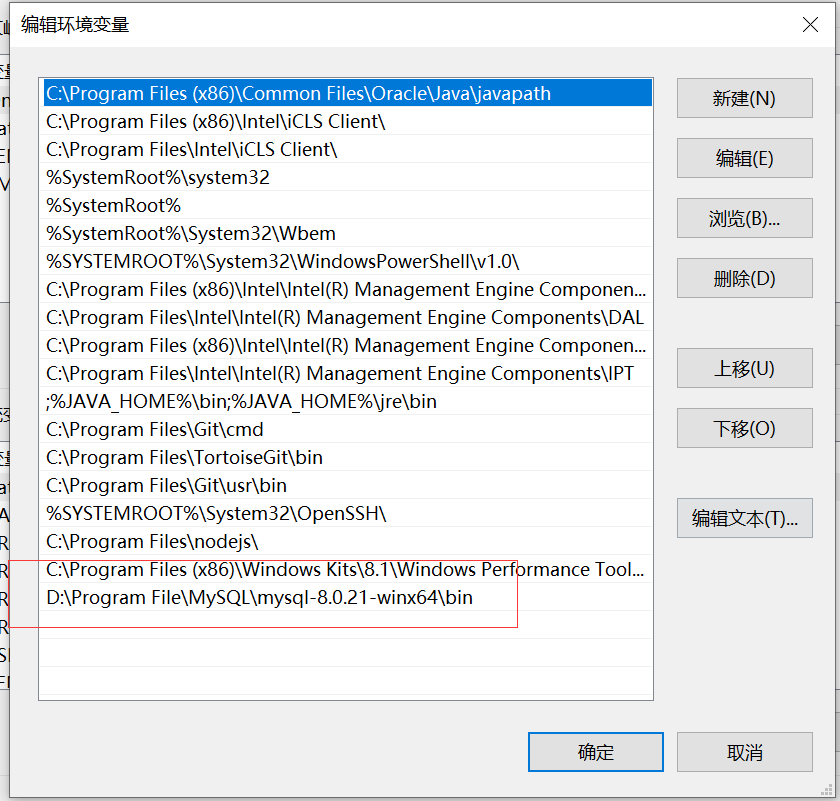 编辑环境变量
C:\Program Files (x86)\Common Files\Oracle\Java\javapath
C:\Program Files (x86)\Intel\iCLS Client\
C:\Program Files\Intel\iCLS Client\
%SystemRoot%\system32
%SystemRoot%
%SystemRoot%\System32\Wbem
%SYSTEMROOT%\System32\WindowsPowerShell\v1.0\
C:\Program Files (x86)\Intel\Intel(R) Management Engine Componen...
C:\Program Files\Intel\Intel(R) Management Engine Components\DAL
C:\Program Files (x86)\Intel\Intel(R) Management Engine Componen...
C:\Program Files\Intel\Intel(R) Management Engine Components\IPT
;%JAVA_HOME%\bin;%JAVA_HOME%\jre\bin
C:\Program Files\Git\cmd
C:\Program Files\TortoiseGit\bin
C:\Program Files\Git\usr\bin
%SYSTEMROOT%\System32\OpenSSH\
C:\Program Files\nodejs\
C:\Program Files (x86)\Windows Kits\8.1\Windows Performance Tool...
D:\Program File\MySQL\mysql-8.0.21-winx64\bin
新建(N)
编辑(E)
浏览(B)...
删除(D)
上移(U)
下移(O)
编辑文本(T)...
确定
取消